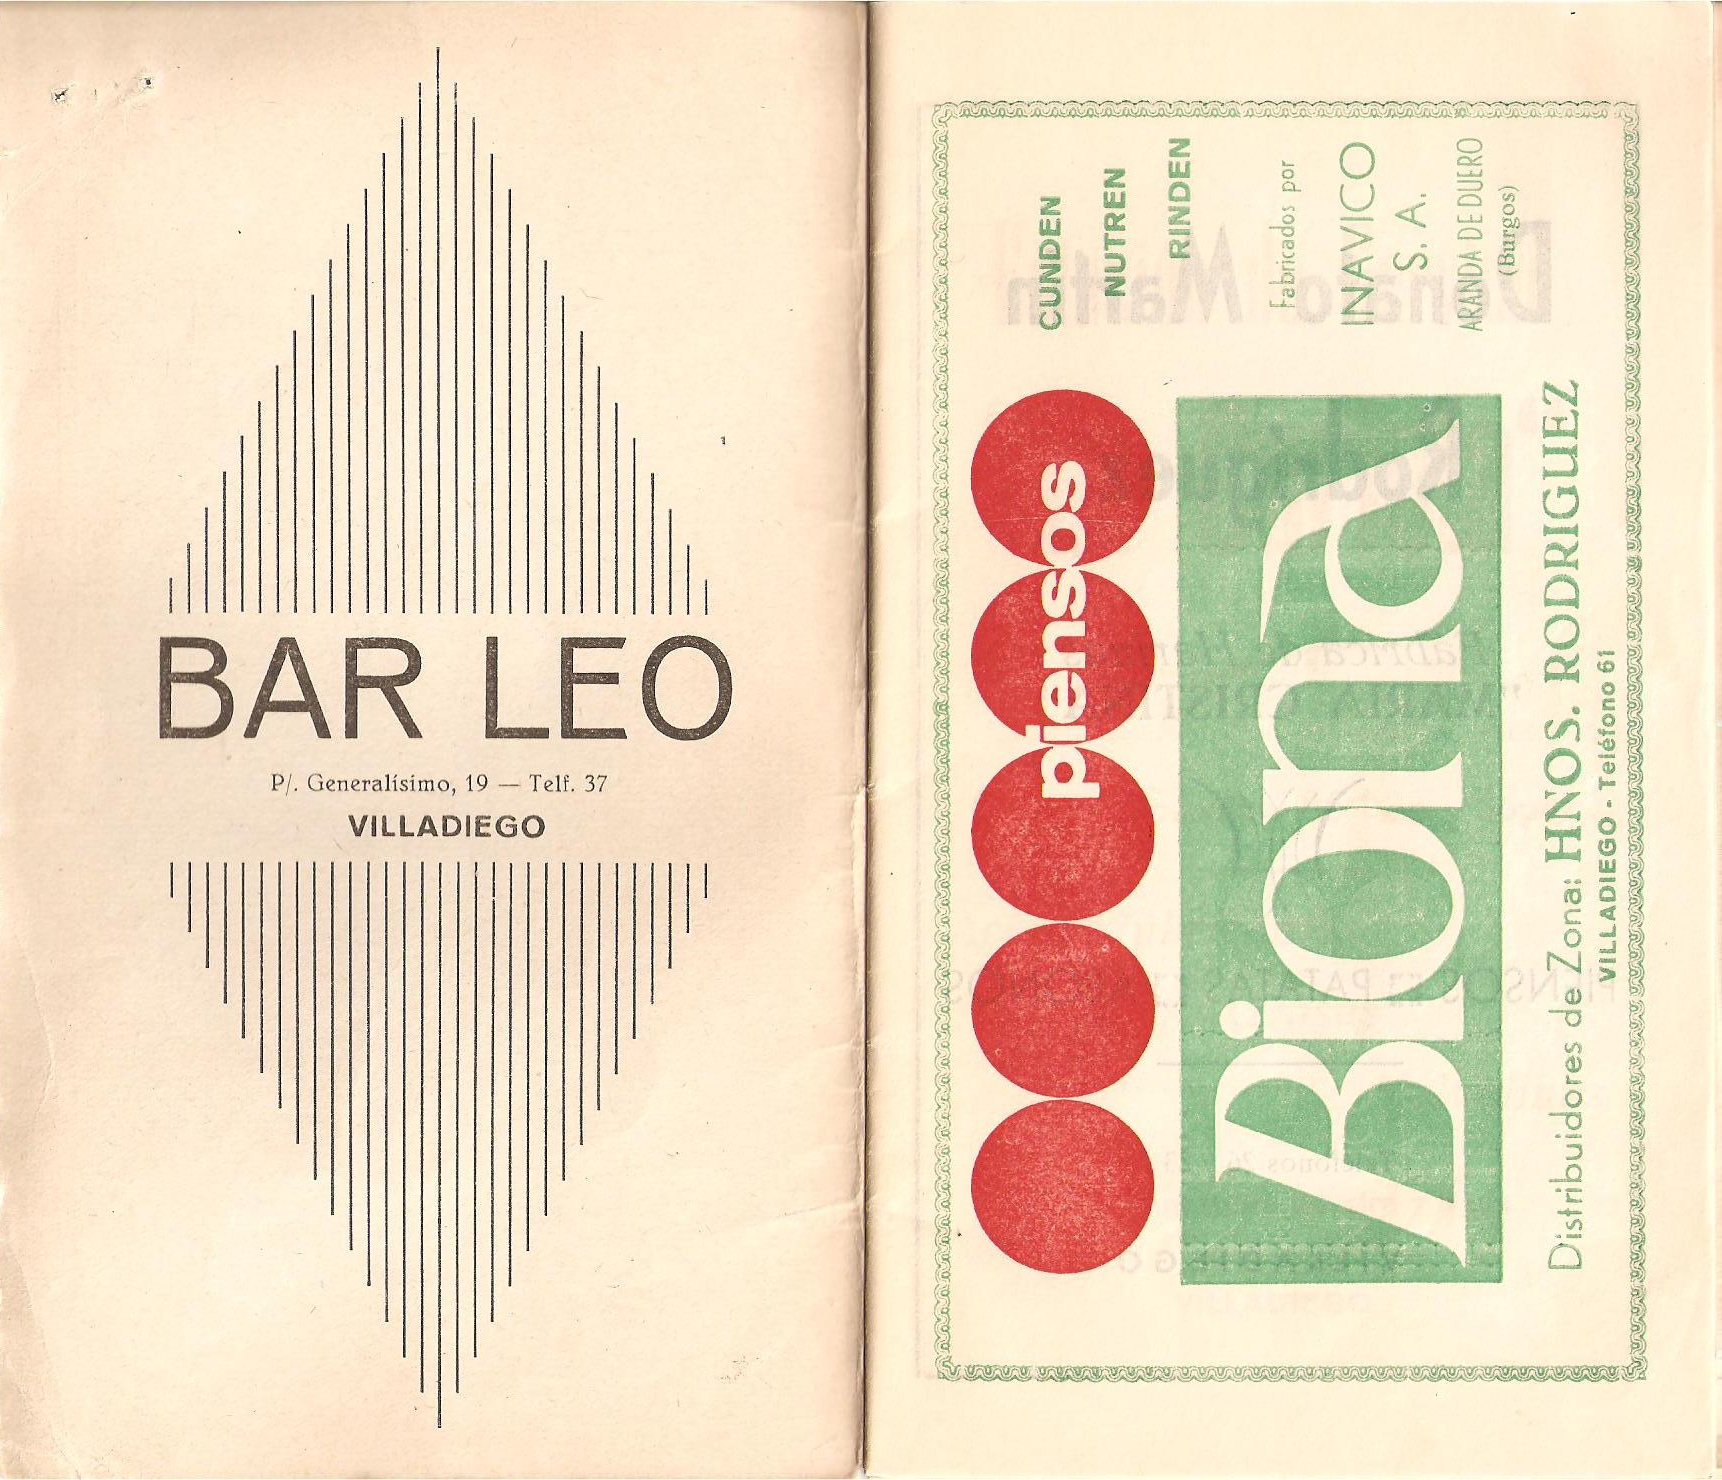 BAR LEO
P/. Generalísimo, 19 — Telf. 37
VILLADIEGO
piensos
CUNDEN
NUTREN
RINDEN
Biona
Fabricados por
INAVICO
S. A.
ARANDA DE DUERO
(Burgos)
Distribuidores de Zona: HNOS. RODRIGUEZ
VILLADIEGO - Teléfono 61